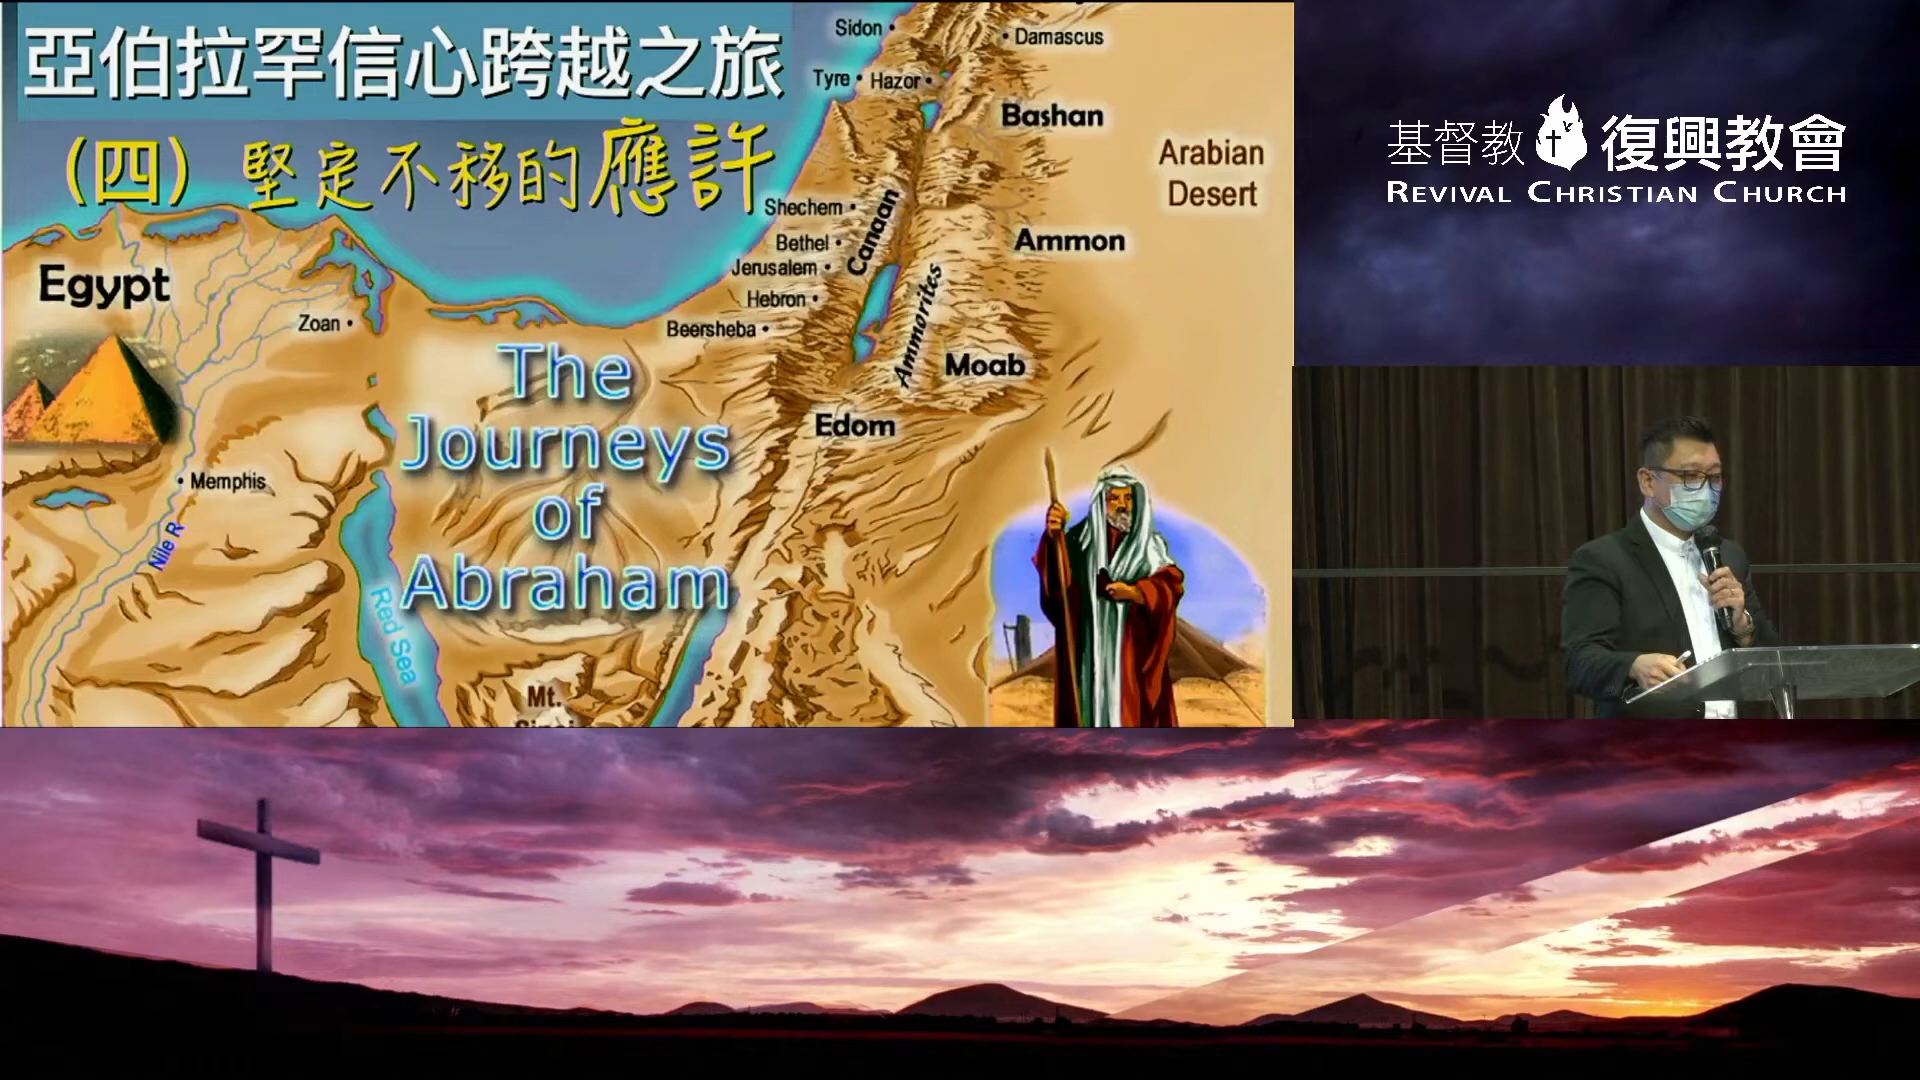 亞伯拉罕信心跨越之旅
（四）堅定不移的應許
Sidon
Damascus
Tyre
Hazor
Bashan
Arabian
Desert
Shechem
Canaan
Bethel
Ammon
Jerusalem
Hebron
Ammorites
Beersheba
Egypt
Zoan
Moab
Edom
The
Journeys
of
Abraham
Memphis
Nile R
Red Sea
Mt.
基督教 復興教會
REVIVAL CHRISTIAN CHURCH